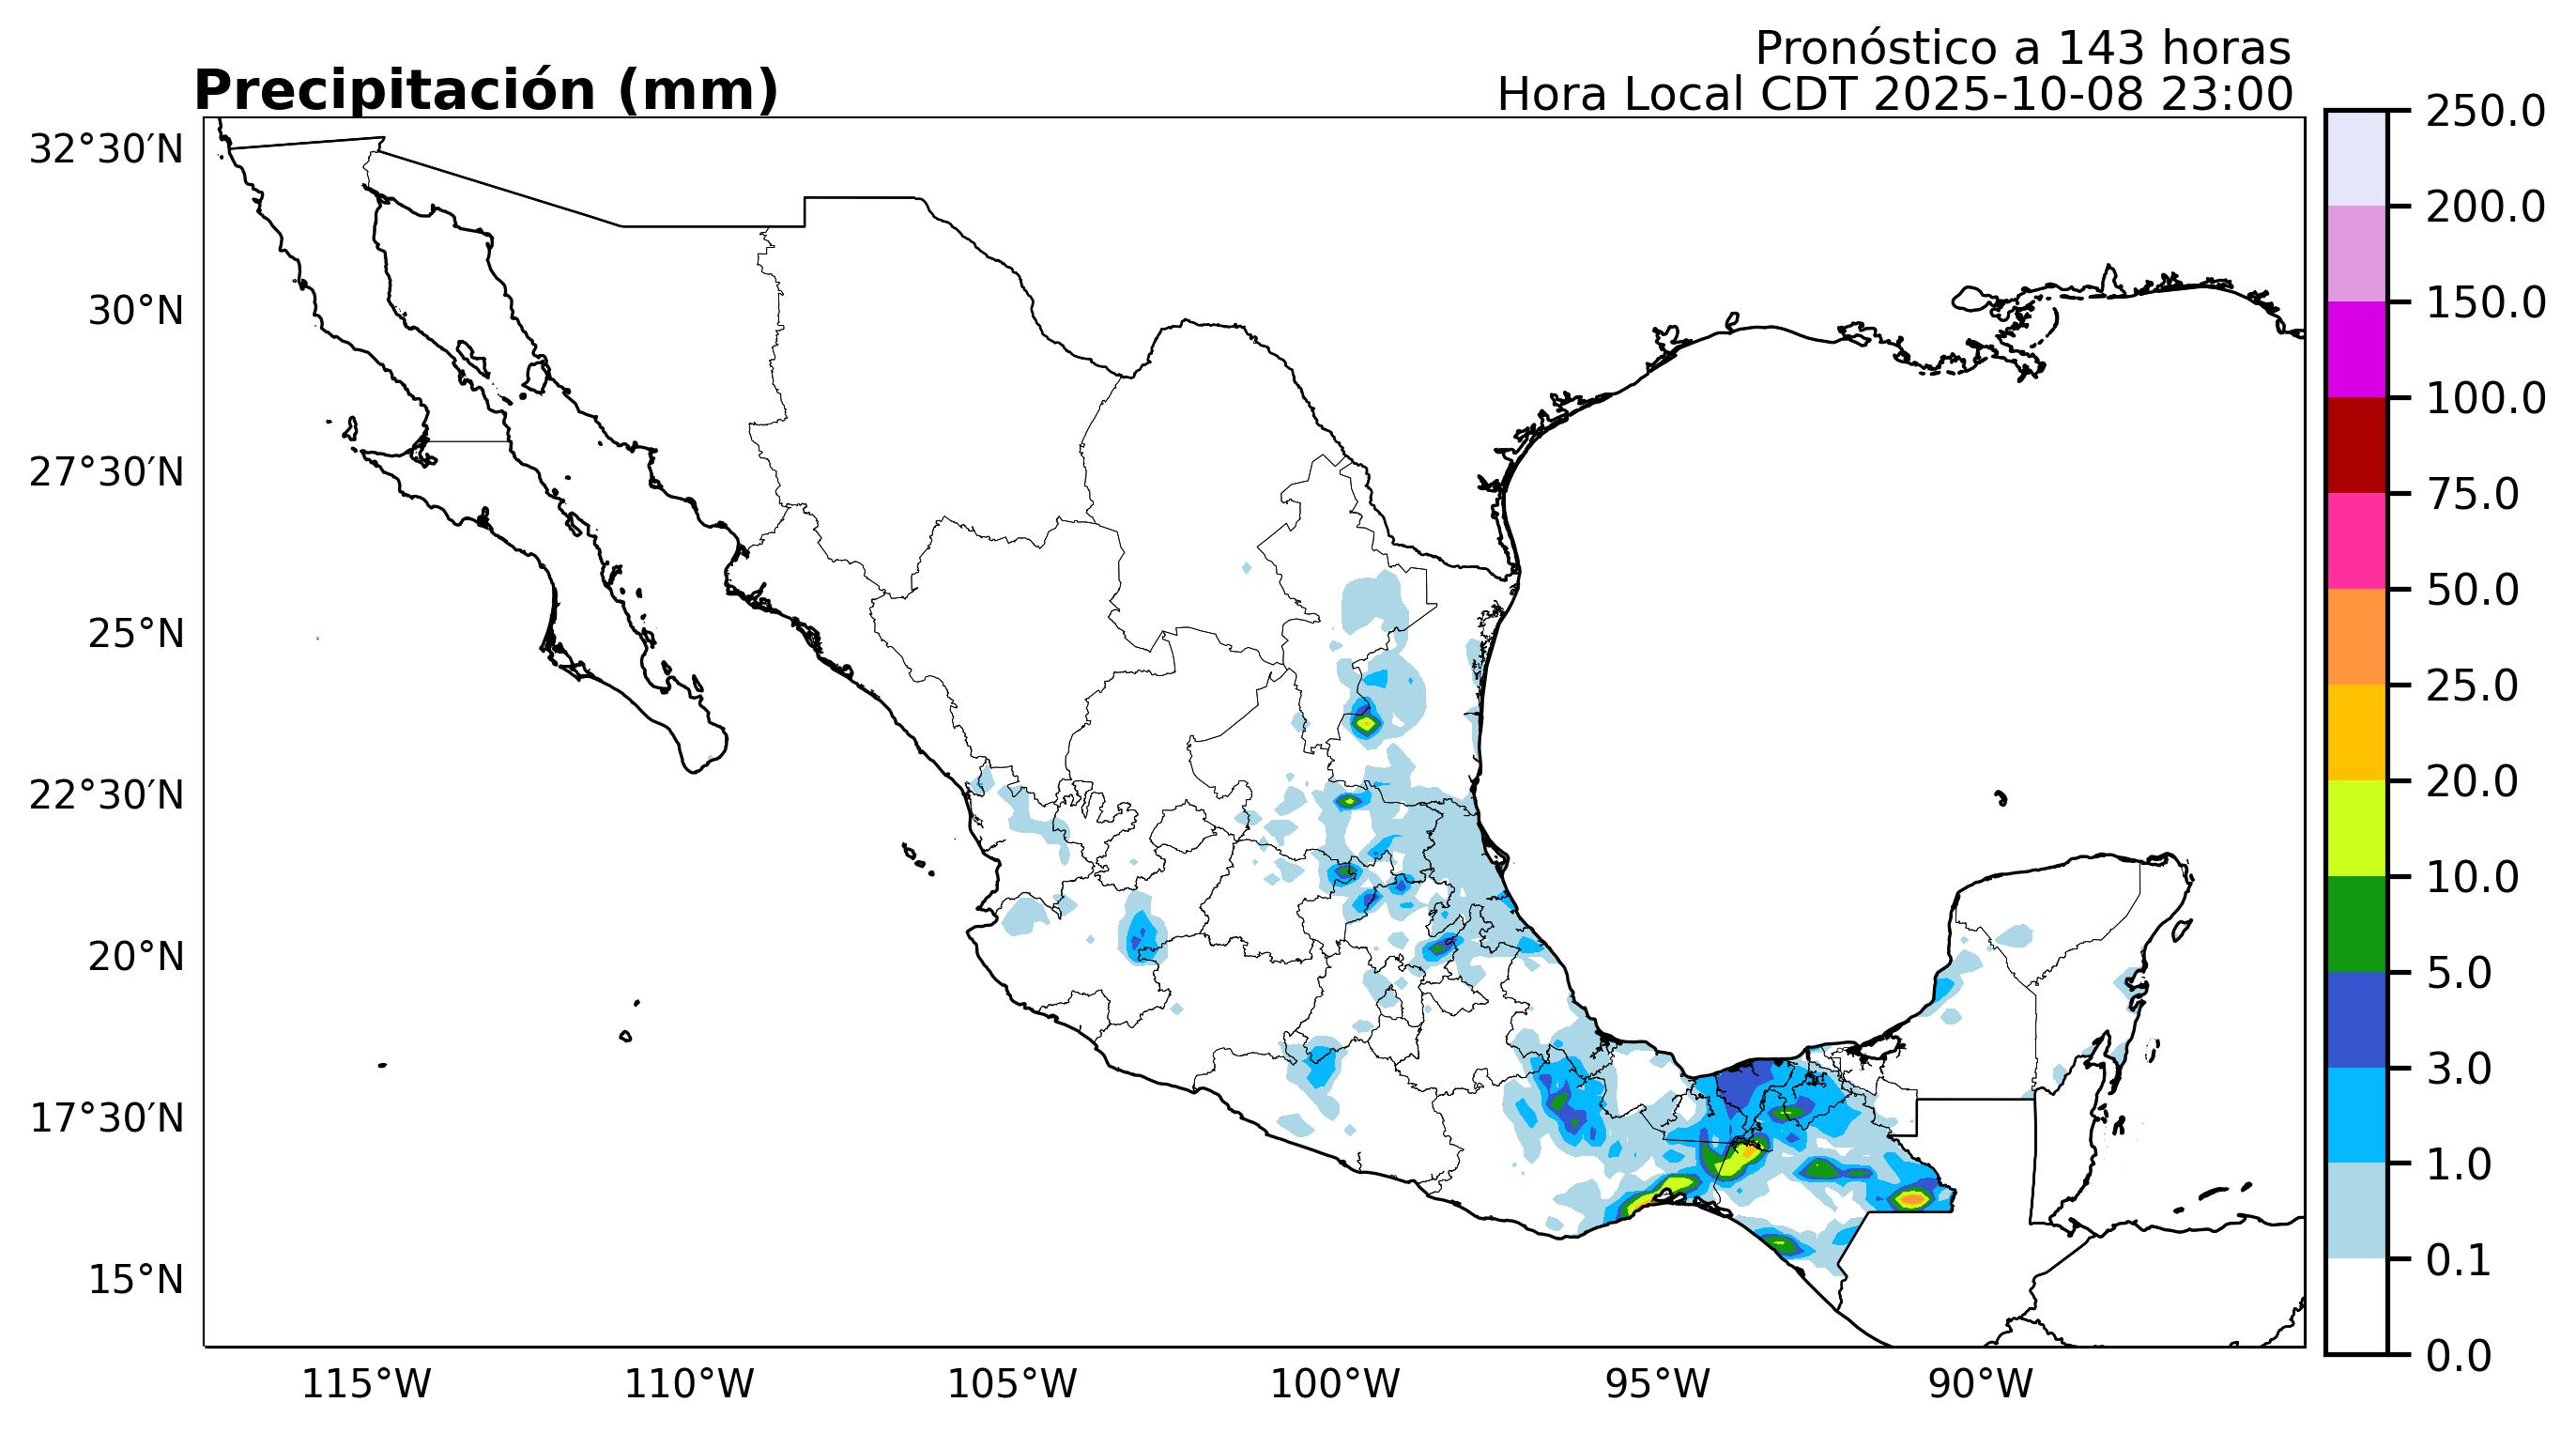 Pronóstico a 143 horas
Precipitación (mm)
Hora Local CDT 2025-10-08 23:00
32°30′N
30°N
27°30′N
25°N
22°30′N
20°N
17°30′N
15°N
115°W
110°W
105°W
100°W
95°W
90°W
250.0
200.0
150.0
100.0
75.0
50.0
25.0
20.0
10.0
5.0
3.0
1.0
0.1
0.0